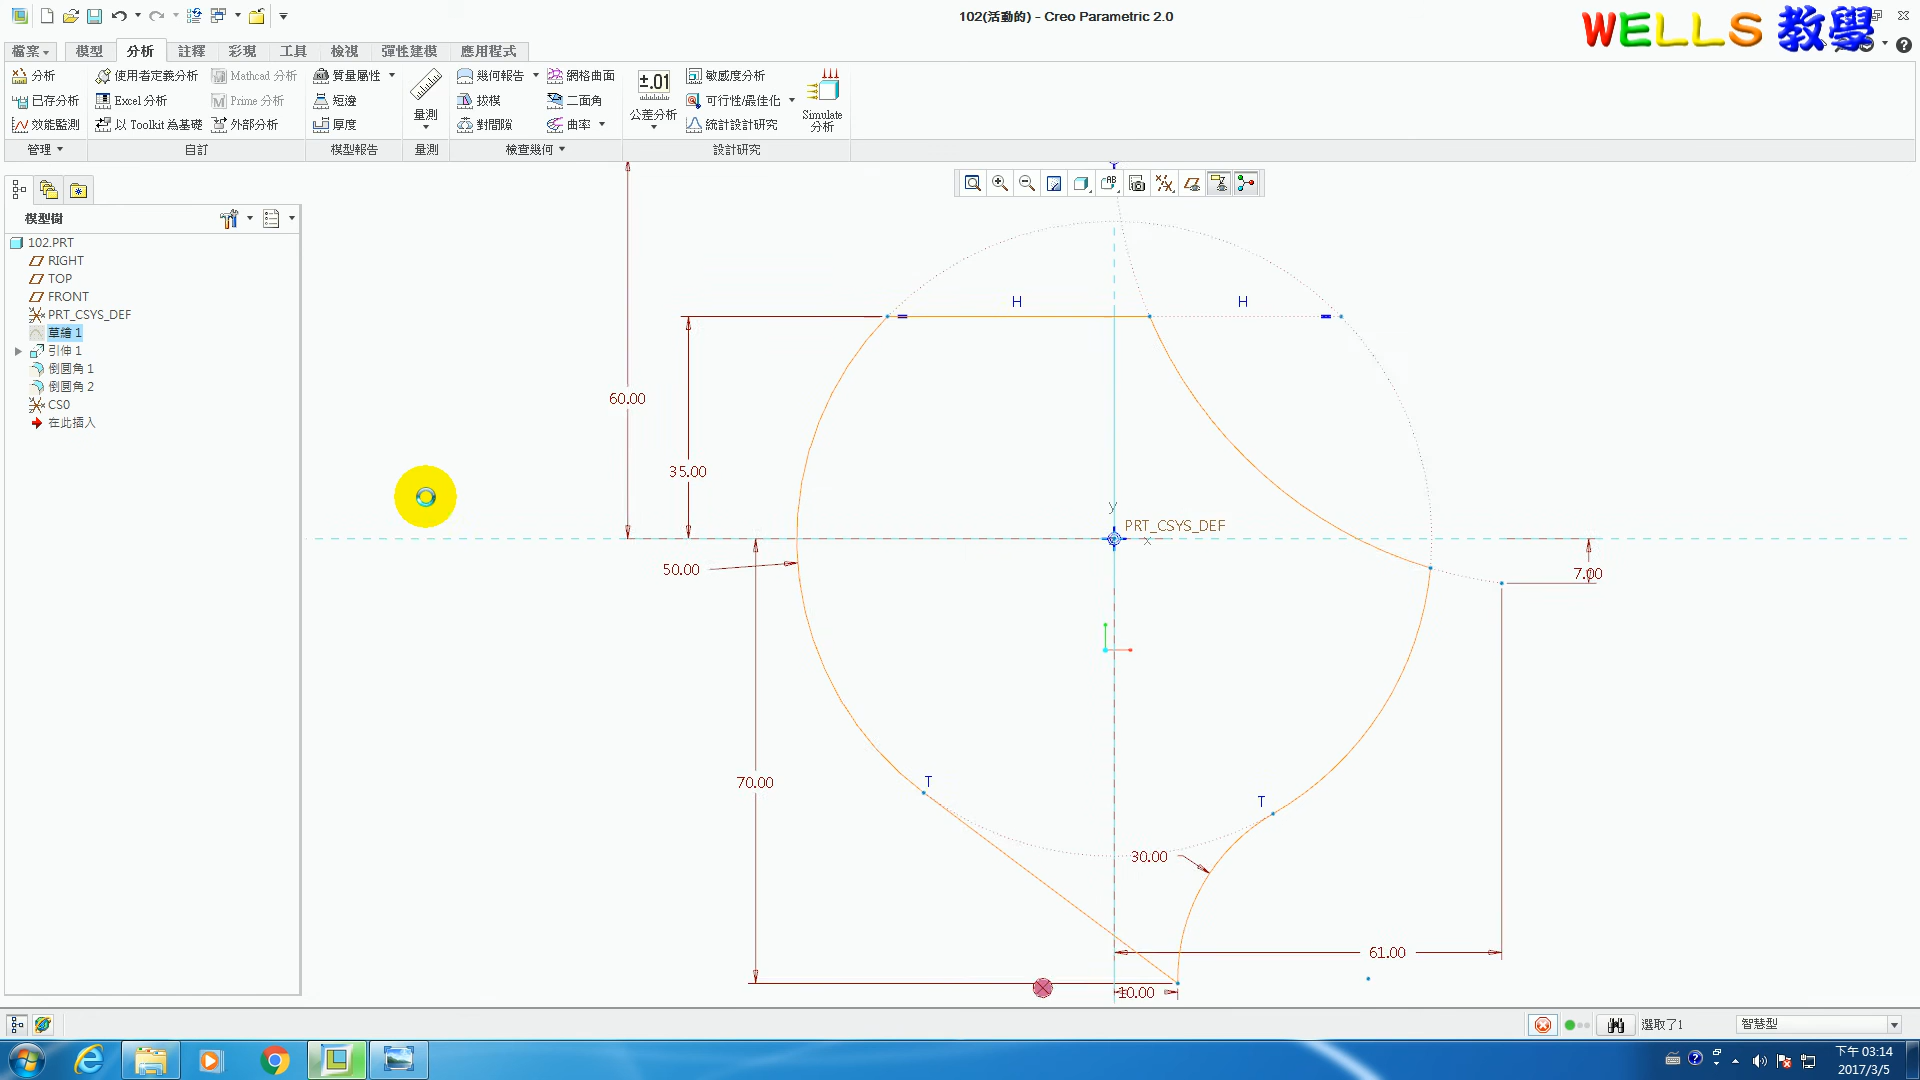 102(活動的) - Creo Parametric 2.0
WELLS 教學
檔案 模型 分析 註釋 彩現 工具 檢視 彈性建模 應用程式
分析 使用者定義分析 Mathcad 分析 質量屬性 幾何報告 網格曲面 敏感度分析
已存分析 Excel 分析 Prime 分析 短邊 量測 拔模 二面角 公差分析 可行性/最佳化 Simulate 分析
效能監測 以 Toolkit 為基礎 外部分析 厚度 對間隙 曲率 統計設計研究
管理 自訂 模型報告 量測 檢查幾何 設計研究
模型樹
102.PRT
RIGHT
TOP
FRONT
PRT_CSYS_DEF
草繪 1
引伸 1
倒圓角 1
倒圓角 2
CS0
在此插入
H H
60.00
35.00
y
PRT_CSYS_DEF
x
50.00
7.00
70.00
T
T
30.00
61.00
10.00
選取了1
智慧型
下午 03:14
2017/3/5